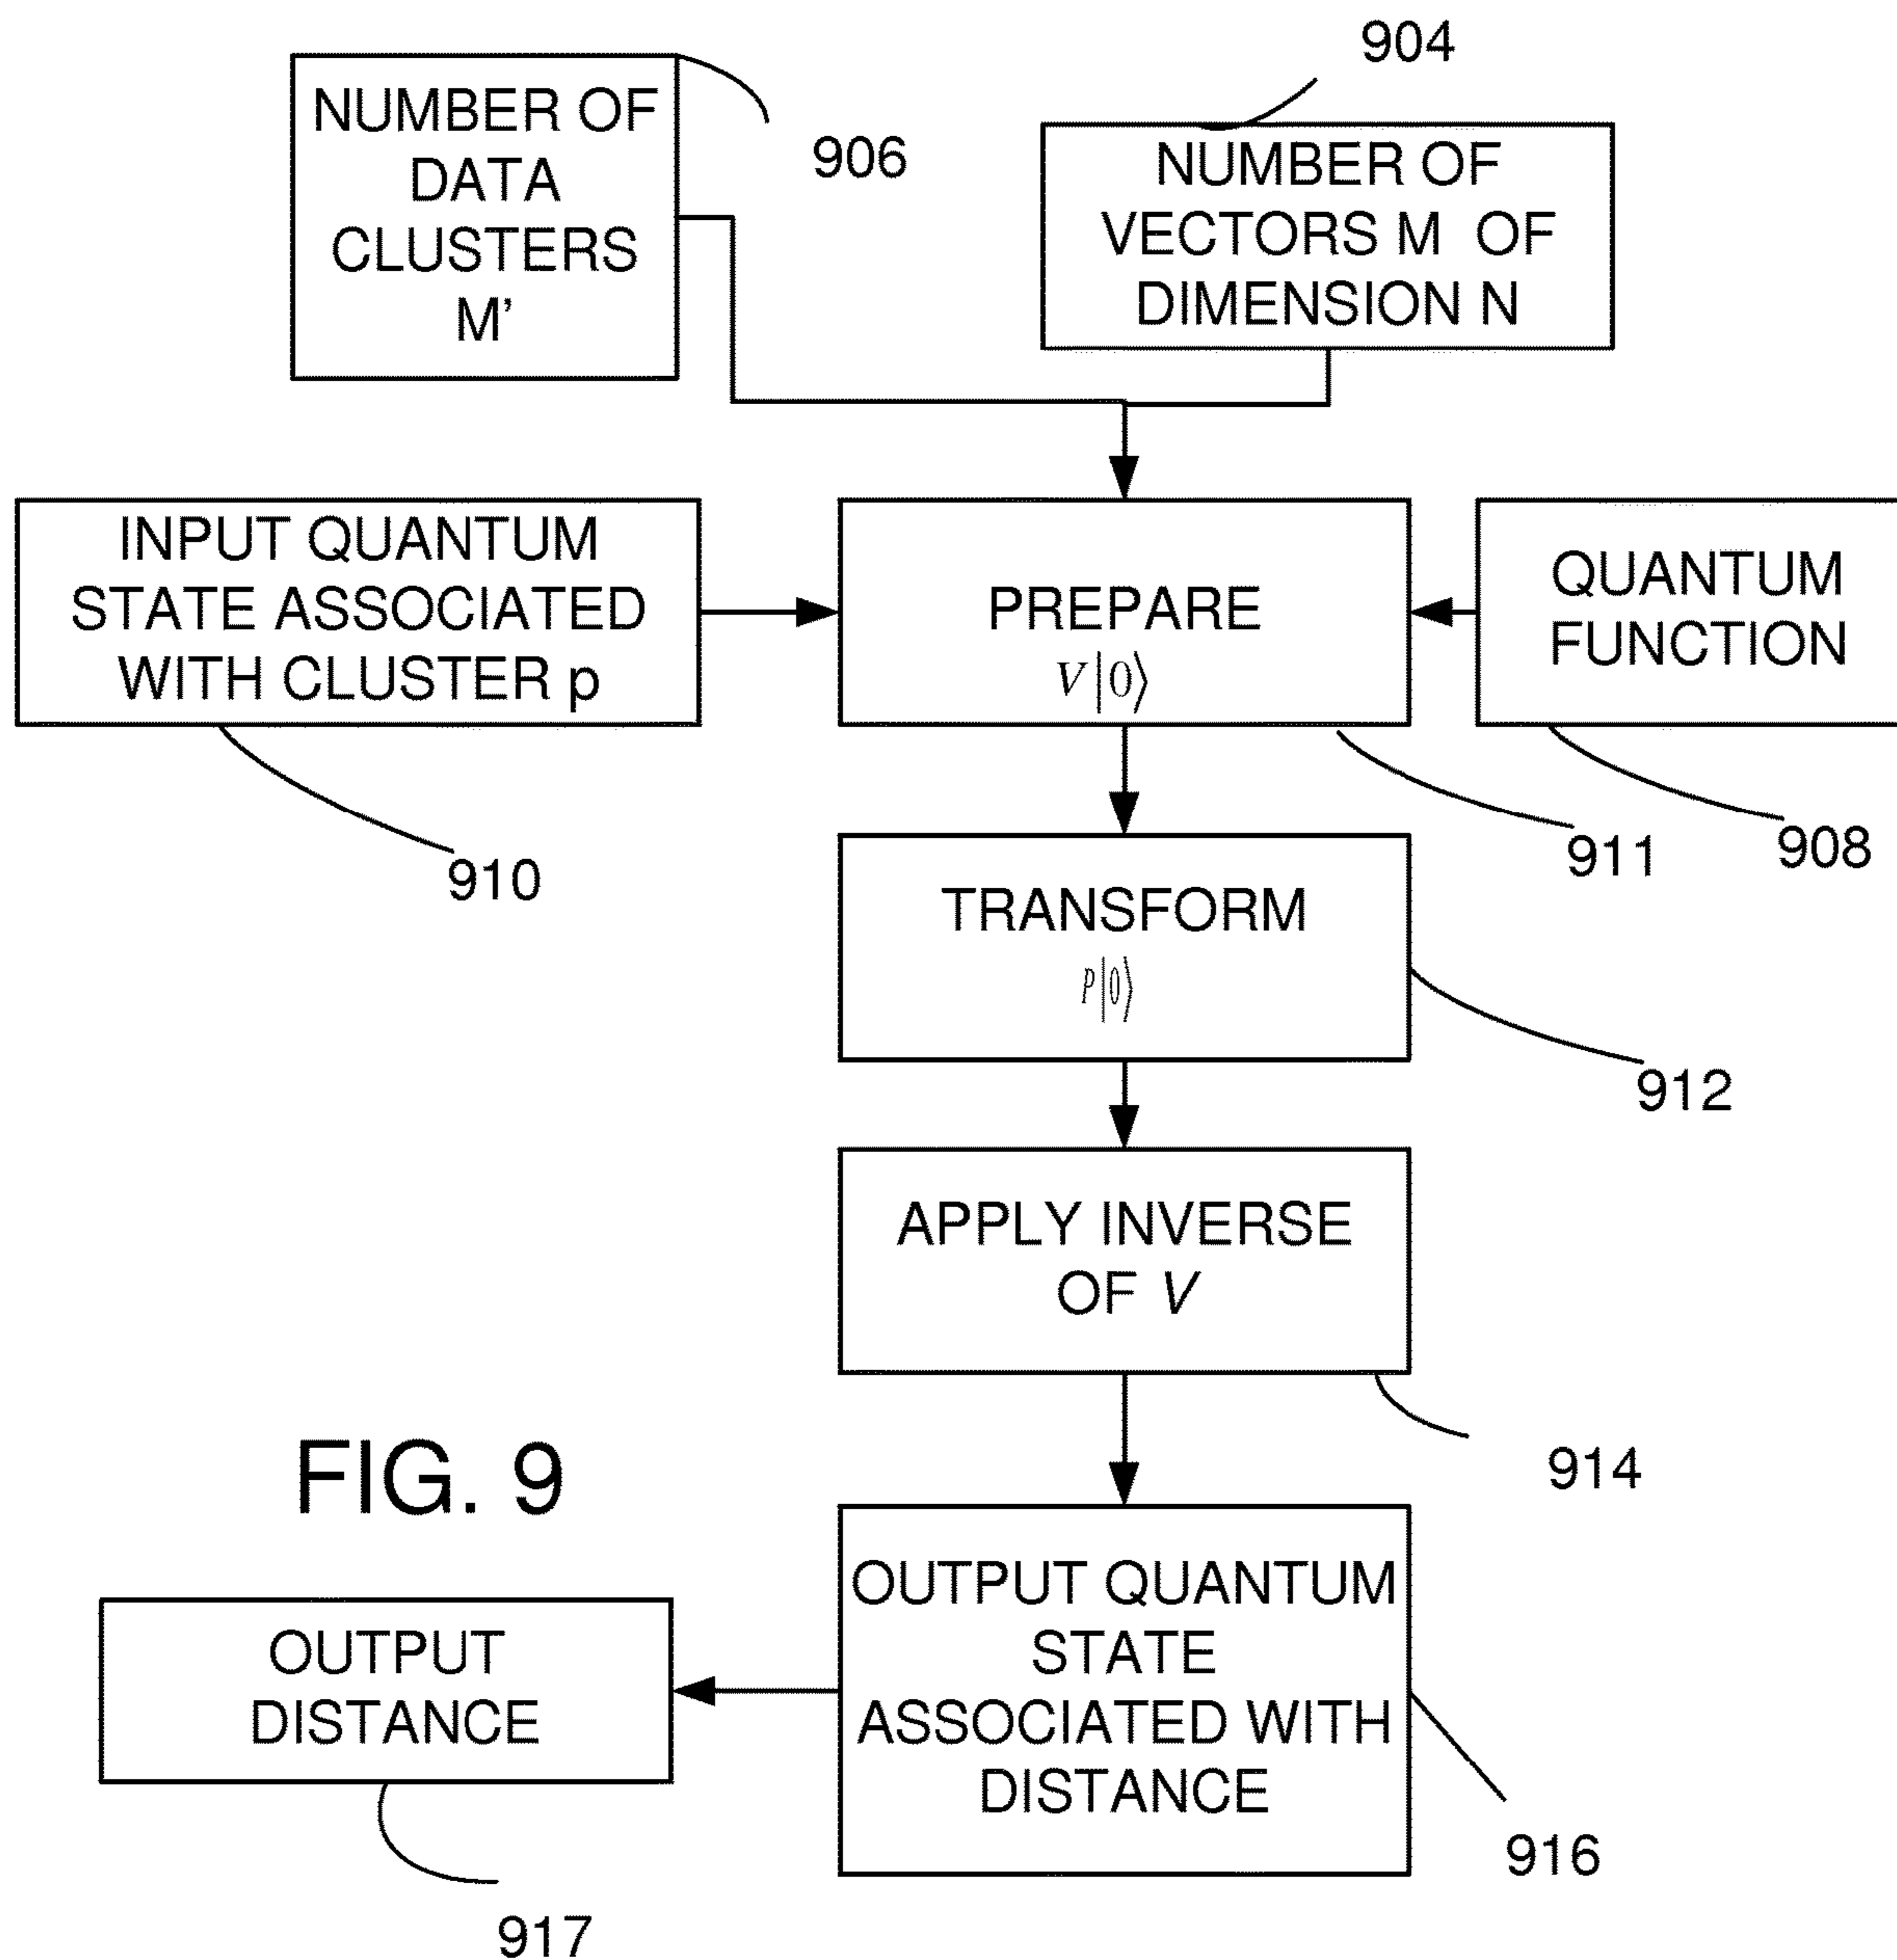 904
NUMBER OF
DATA
CLUSTERS
M'
906
NUMBER OF
VECTORS M OF
DIMENSION N
INPUT QUANTUM
STATE ASSOCIATED
WITH CLUSTER p
PREPARE
V|0⟩
QUANTUM
FUNCTION
910
911
908
TRANSFORM
P|0⟩
912
APPLY INVERSE
OF V
914
FIG. 9
OUTPUT QUANTUM
STATE
ASSOCIATED WITH
DISTANCE
OUTPUT
DISTANCE
916
917